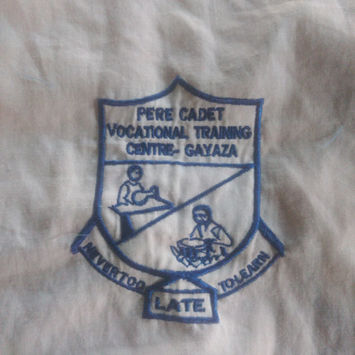 PERE CADET
VOCATIONAL TRAINING
CENTRE- GAYAZA
NEVER TOO
LATE
TO LEARN